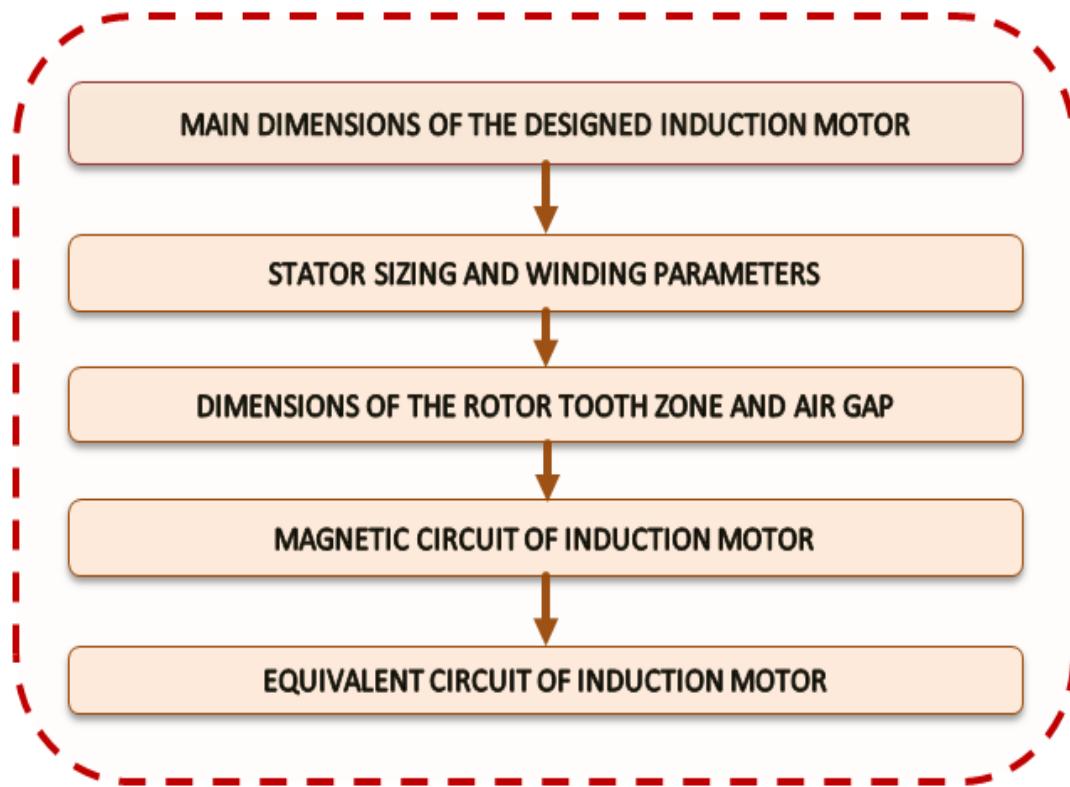 MAIN DIMENSIONS OF THE DESIGNED INDUCTION MOTOR
STATOR SIZING AND WINDING PARAMETERS
DIMENSIONS OF THE ROTOR TOOTH ZONE AND AIR GAP
MAGNETIC CIRCUIT OF INDUCTION MOTOR
EQUIVALENT CIRCUIT OF INDUCTION MOTOR